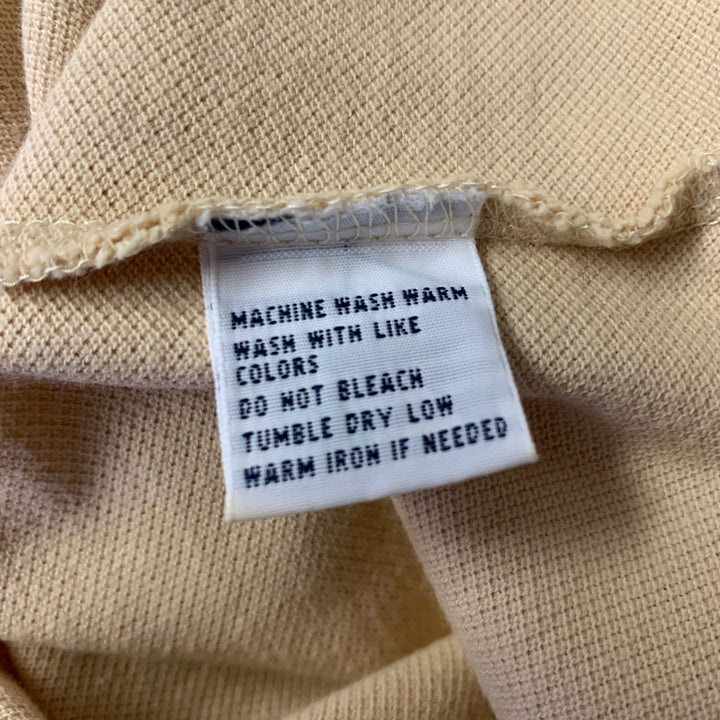 MACHINE WASH WARM
WASH WITH LIKE
COLORS
DO NOT BLEACH
TUMBLE DRY LOW
WARM IRON IF NEEDED